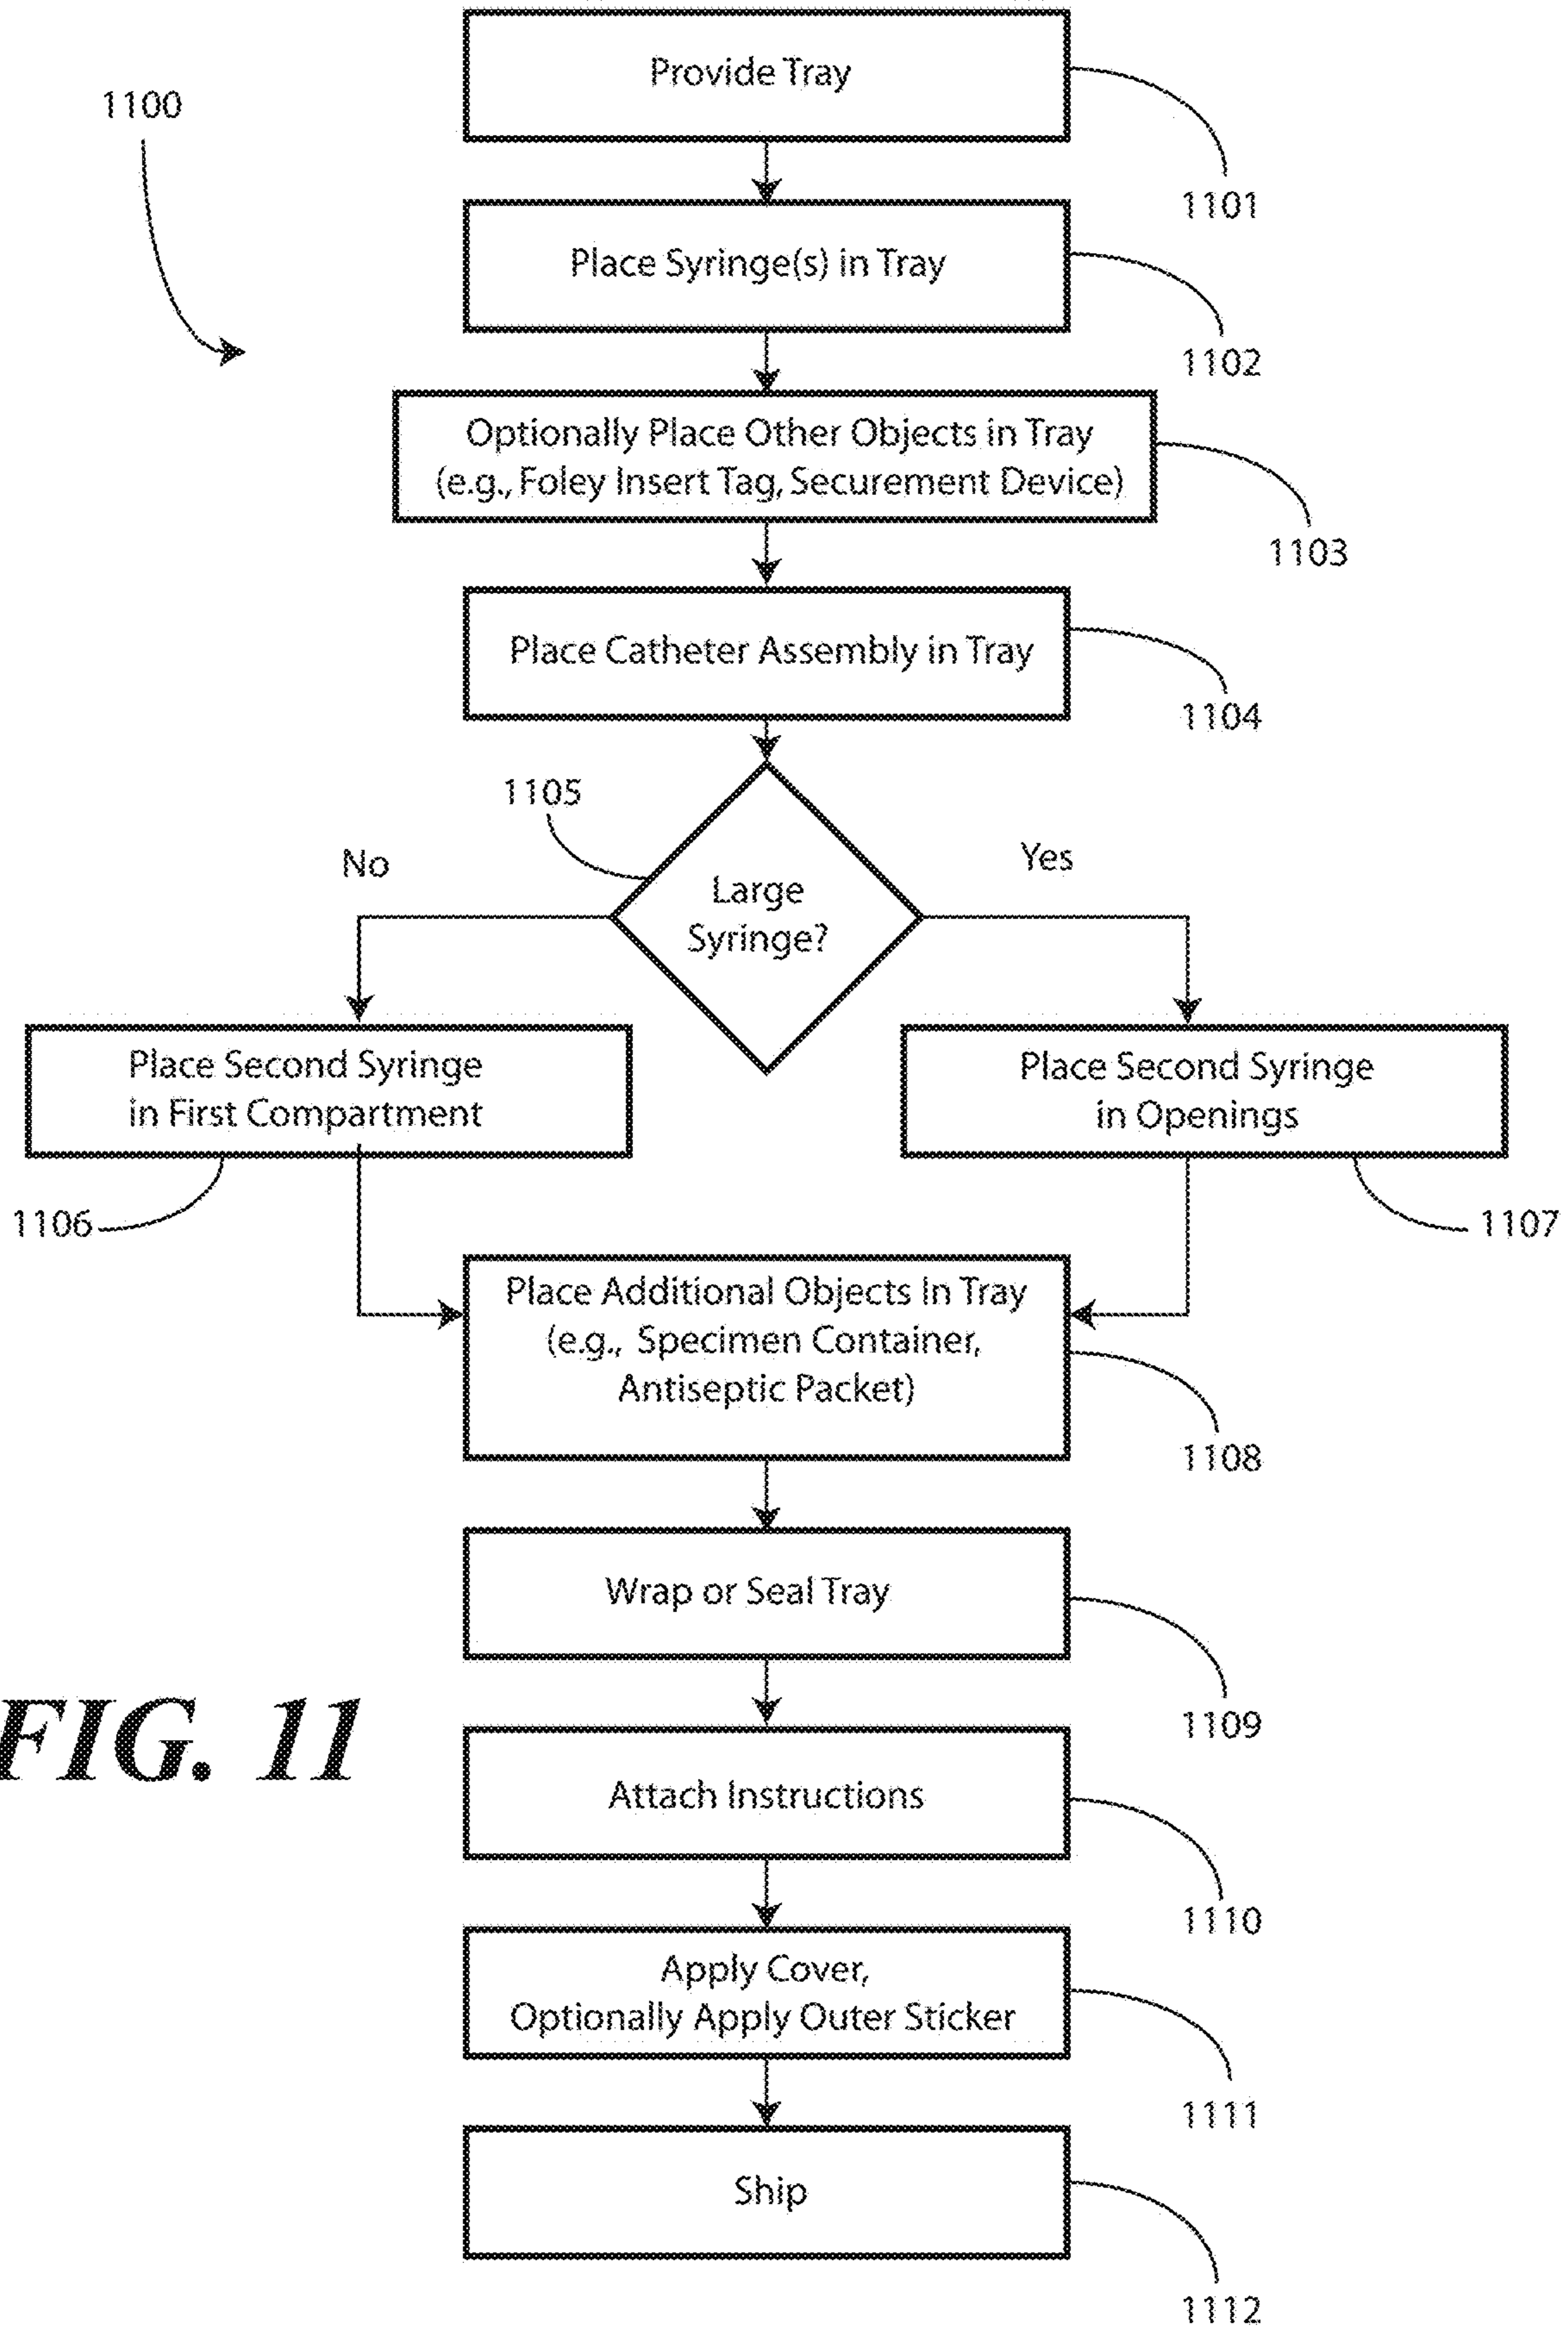 Provide Tray
1100
1101
Place Syringe(s) in Tray
1102
Optionally Place Other Objects in Tray
(e.g., Foley Insert Tag, Securement Device)
1103
Place Catheter Assembly in Tray
1104
1105
No
Yes
Large
Syringe?
Place Second Syringe
in First Compartment
Place Second Syringe
in Openings
1106
1107
Place Additional Objects In Tray
(e.g., Specimen Container,
Antiseptic Packet)
1108
Wrap or Seal Tray
1109
FIG. 11
Attach Instructions
1110
Apply Cover,
Optionally Apply Outer Sticker
1111
Ship
1112